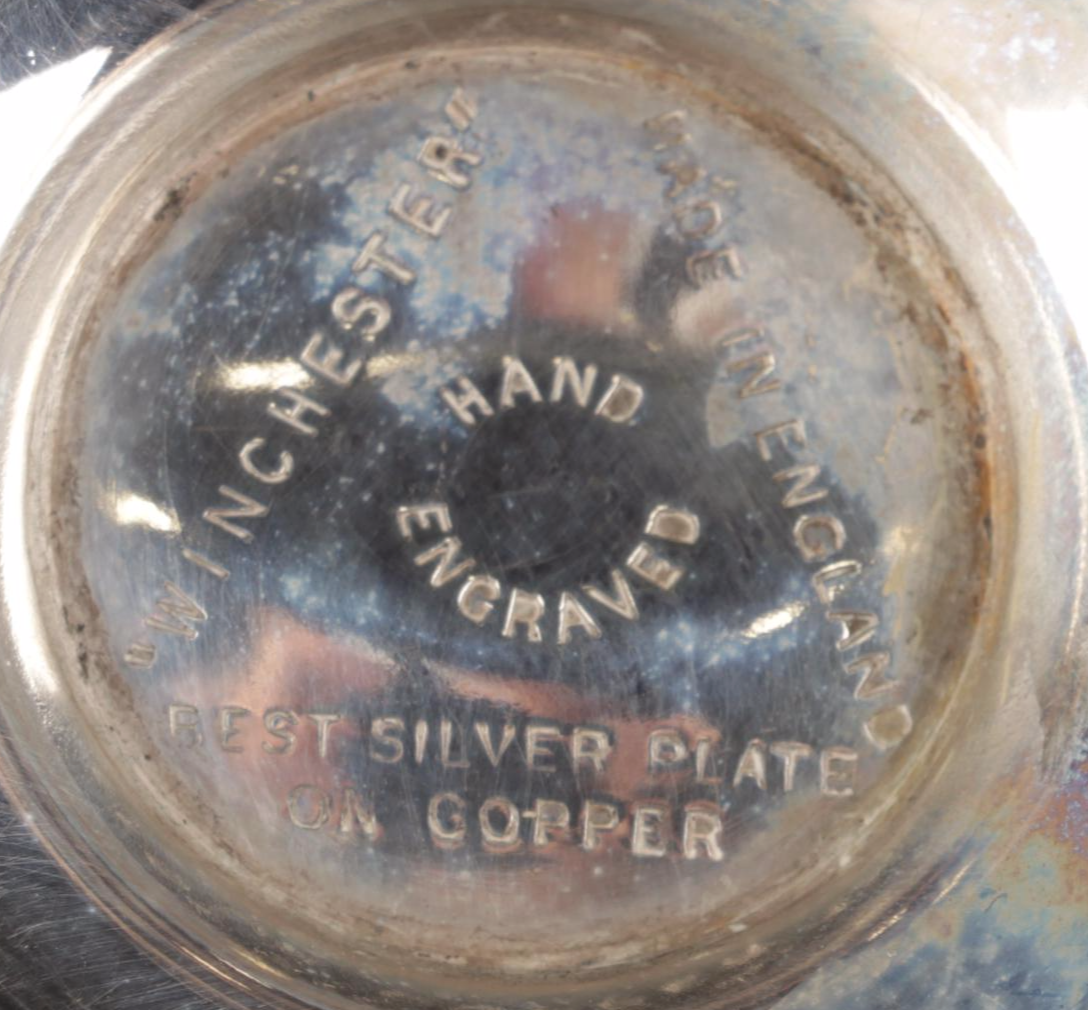 "WINCHESTER"
MADE IN ENGLAND
HAND
ENGRAVED
BEST SILVER PLATE
ON COPPER